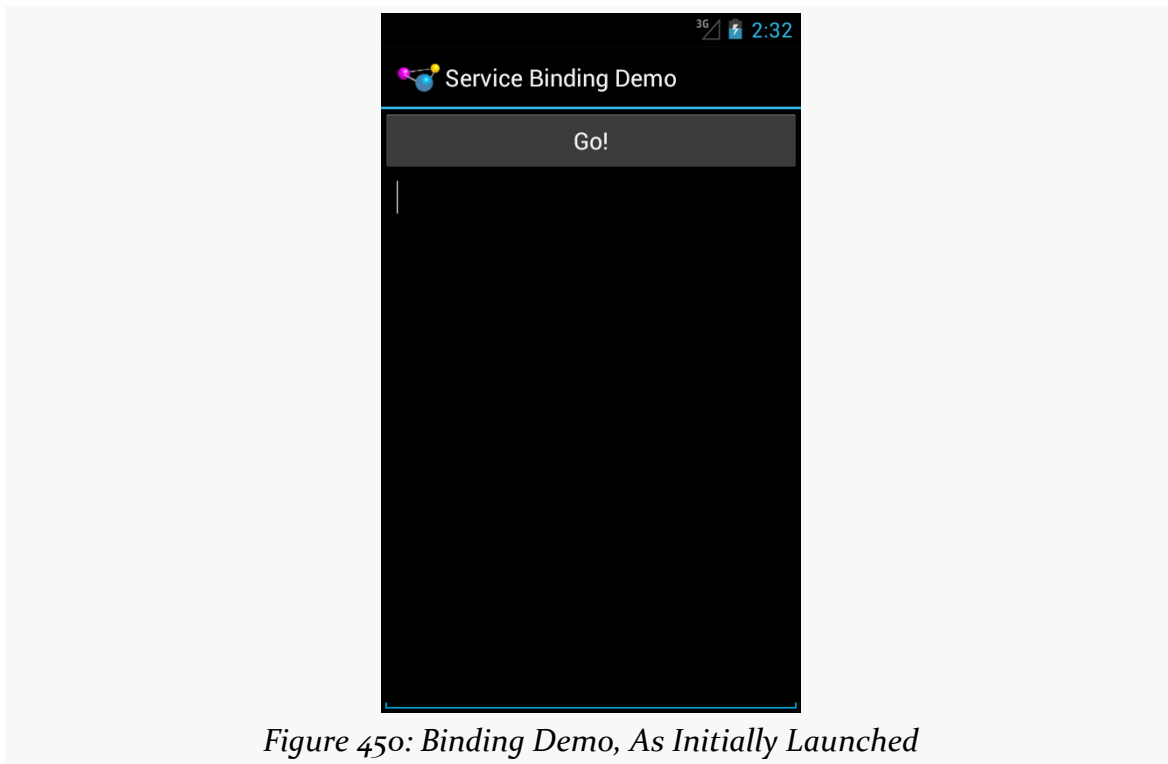 3G 2:32
Service Binding Demo
Go!
Figure 450: Binding Demo, As Initially Launched